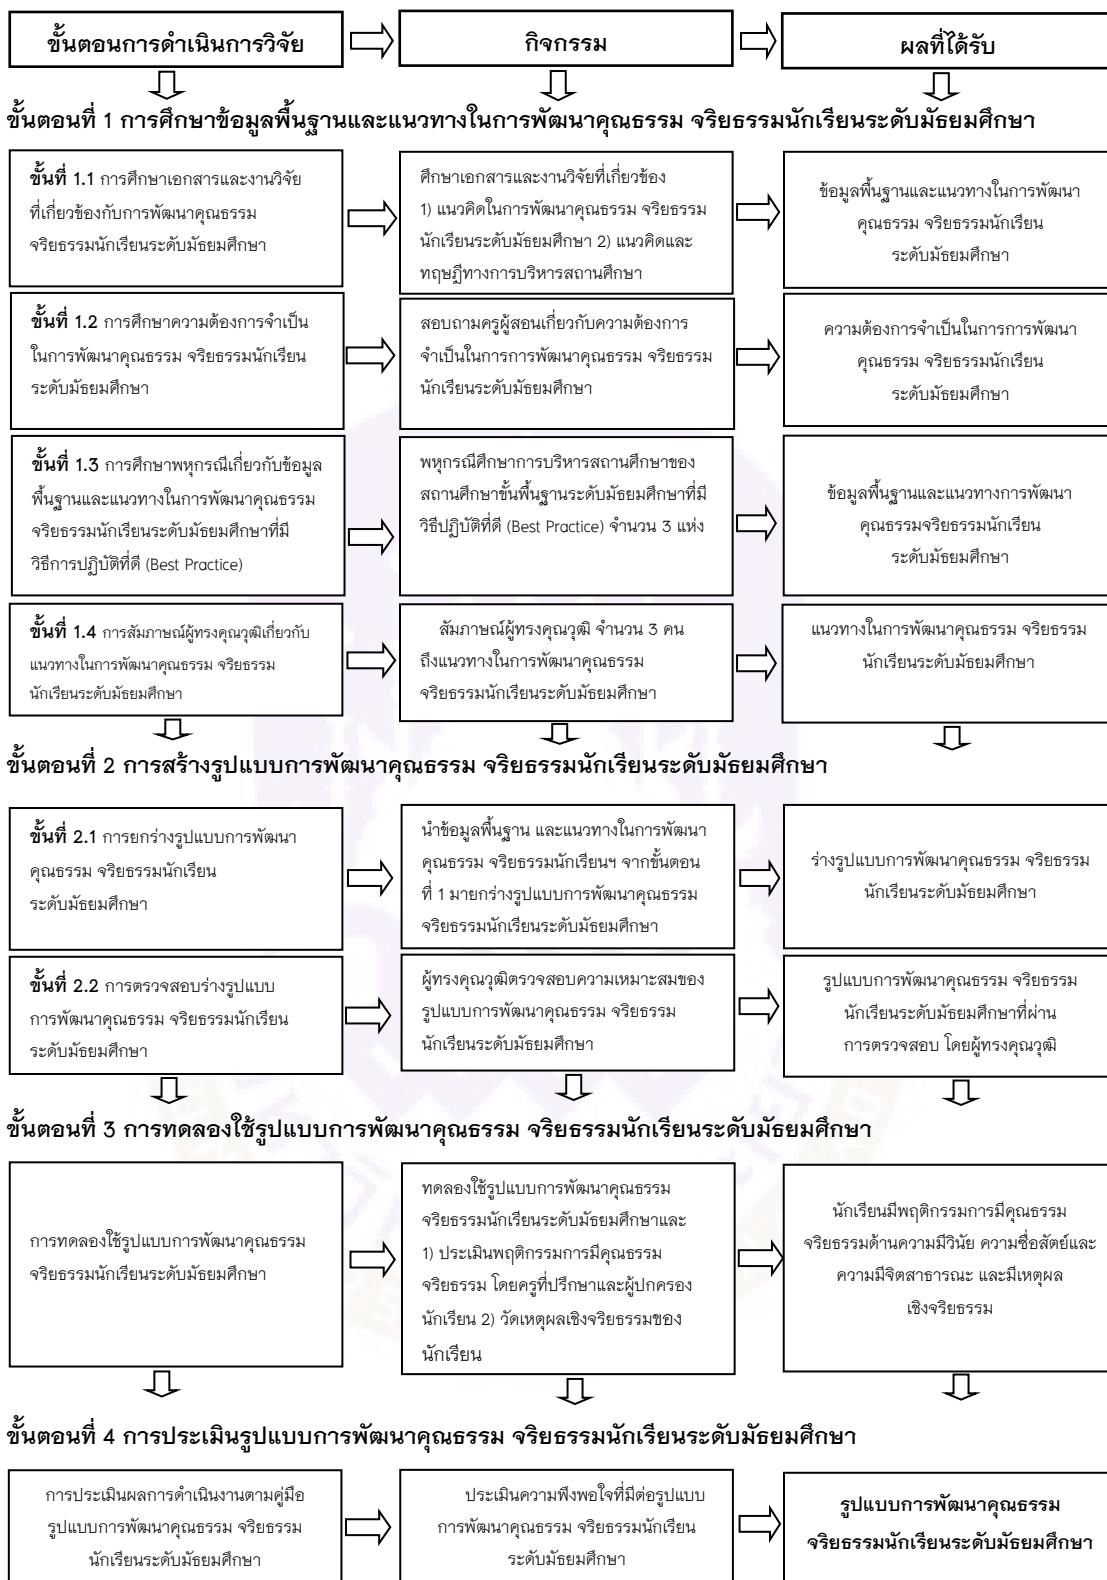 ขั้นตอนการดำเนินการวิจัย
กิจกรรม
ผลที่ได้รับ
ขั้นตอนที่ 1 การศึกษาข้อมูลพื้นฐานและแนวทางในการพัฒนาคุณธรรม จริยธรรมนักเรียนระดับมัธยมศึกษา
ขั้นที่ 1.1 การศึกษาเอกสารและงานวิจัย
ที่เกี่ยวข้องกับการพัฒนาคุณธรรม
จริยธรรมนักเรียนระดับมัธยมศึกษา
ศึกษาเอกสารและงานวิจัยที่เกี่ยวข้อง
1) แนวคิดในการพัฒนาคุณธรรม จริยธรรม
นักเรียนระดับมัธยมศึกษา 2) แนวคิดและ
ทฤษฎีทางการบริหารสถานศึกษา
ข้อมูลพื้นฐานและแนวทางในการพัฒนา
คุณธรรม จริยธรรมนักเรียน
ระดับมัธยมศึกษา
ขั้นที่ 1.2 การศึกษาความต้องการจำเป็น
ในการพัฒนาคุณธรรม จริยธรรมนักเรียน
ระดับมัธยมศึกษา
สอบถามครูผู้สอนเกี่ยวกับความต้องการ
จำเป็นในการการพัฒนาคุณธรรม จริยธรรม
นักเรียนระดับมัธยมศึกษา
ความต้องการจำเป็นในการการพัฒนา
คุณธรรม จริยธรรมนักเรียน
ระดับมัธยมศึกษา
ขั้นที่ 1.3 การศึกษาพหุกรณีเกี่ยวกับข้อมูล
พื้นฐานและแนวทางในการพัฒนาคุณธรรม
จริยธรรมนักเรียนระดับมัธยมศึกษาที่มี
วิธีการปฏิบัติที่ดี (Best Practice)
พหุกรณีศึกษาการบริหารสถานศึกษาของ
สถานศึกษาขั้นพื้นฐานระดับมัธยมศึกษาที่มี
วิธีปฏิบัติที่ดี (Best Practice) จำนวน 3 แห่ง
ข้อมูลพื้นฐานและแนวทางการพัฒนา
คุณธรรมจริยธรรมนักเรียน
ระดับมัธยมศึกษา
ขั้นที่ 1.4 การสัมภาษณ์ผู้ทรงคุณวุฒิเกี่ยวกับ
แนวทางในการพัฒนาคุณธรรม จริยธรรม
นักเรียนระดับมัธยมศึกษา
สัมภาษณ์ผู้ทรงคุณวุฒิ จำนวน 3 คน
ถึงแนวทางในการพัฒนาคุณธรรม
จริยธรรมนักเรียนระดับมัธยมศึกษา
แนวทางในการพัฒนาคุณธรรม จริยธรรม
นักเรียนระดับมัธยมศึกษา
ขั้นตอนที่ 2 การสร้างรูปแบบการพัฒนาคุณธรรม จริยธรรมนักเรียนระดับมัธยมศึกษา
ขั้นที่ 2.1 การยกร่างรูปแบบการพัฒนา
คุณธรรม จริยธรรมนักเรียน
ระดับมัธยมศึกษา
นำข้อมูลพื้นฐาน และแนวทางในการพัฒนา
คุณธรรม จริยธรรมนักเรียนฯ จากขั้นตอน
ที่ 1 มายกร่างรูปแบบการพัฒนาคุณธรรม
จริยธรรมนักเรียนระดับมัธยมศึกษา
ร่างรูปแบบการพัฒนาคุณธรรม จริยธรรม
นักเรียนระดับมัธยมศึกษา
ขั้นที่ 2.2 การตรวจสอบร่างรูปแบบ
การพัฒนาคุณธรรม จริยธรรมนักเรียน
ระดับมัธยมศึกษา
ผู้ทรงคุณวุฒิตรวจสอบความเหมาะสมของ
รูปแบบการพัฒนาคุณธรรม จริยธรรม
นักเรียนระดับมัธยมศึกษา
รูปแบบการพัฒนาคุณธรรม จริยธรรม
นักเรียนระดับมัธยมศึกษาที่ผ่าน
การตรวจสอบ โดยผู้ทรงคุณวุฒิ
ขั้นตอนที่ 3 การทดลองใช้รูปแบบการพัฒนาคุณธรรม จริยธรรมนักเรียนระดับมัธยมศึกษา
การทดลองใช้รูปแบบการพัฒนาคุณธรรม
จริยธรรมนักเรียนระดับมัธยมศึกษา
ทดลองใช้รูปแบบการพัฒนาคุณธรรม
จริยธรรมนักเรียนระดับมัธยมศึกษาและ
1) ประเมินพฤติกรรมการมีคุณธรรม
จริยธรรม โดยครูที่ปรึกษาและผู้ปกครอง
นักเรียน 2) วัดเหตุผลเชิงจริยธรรมของ
นักเรียน
นักเรียนมีพฤติกรรมการมีคุณธรรม
จริยธรรมด้านความมีวินัย ความซื่อสัตย์และ
ความมีจิตสาธารณะ และมีเหตุผล
เชิงจริยธรรม
ขั้นตอนที่ 4 การประเมินรูปแบบการพัฒนาคุณธรรม จริยธรรมนักเรียนระดับมัธยมศึกษา
การประเมินผลการดำเนินงานตามคู่มือ
รูปแบบการพัฒนาคุณธรรม จริยธรรม
นักเรียนระดับมัธยมศึกษา
ประเมินความพึงพอใจที่มีต่อรูปแบบ
การพัฒนาคุณธรรม จริยธรรมนักเรียน
ระดับมัธยมศึกษา
รูปแบบการพัฒนาคุณธรรม
จริยธรรมนักเรียนระดับมัธยมศึกษา